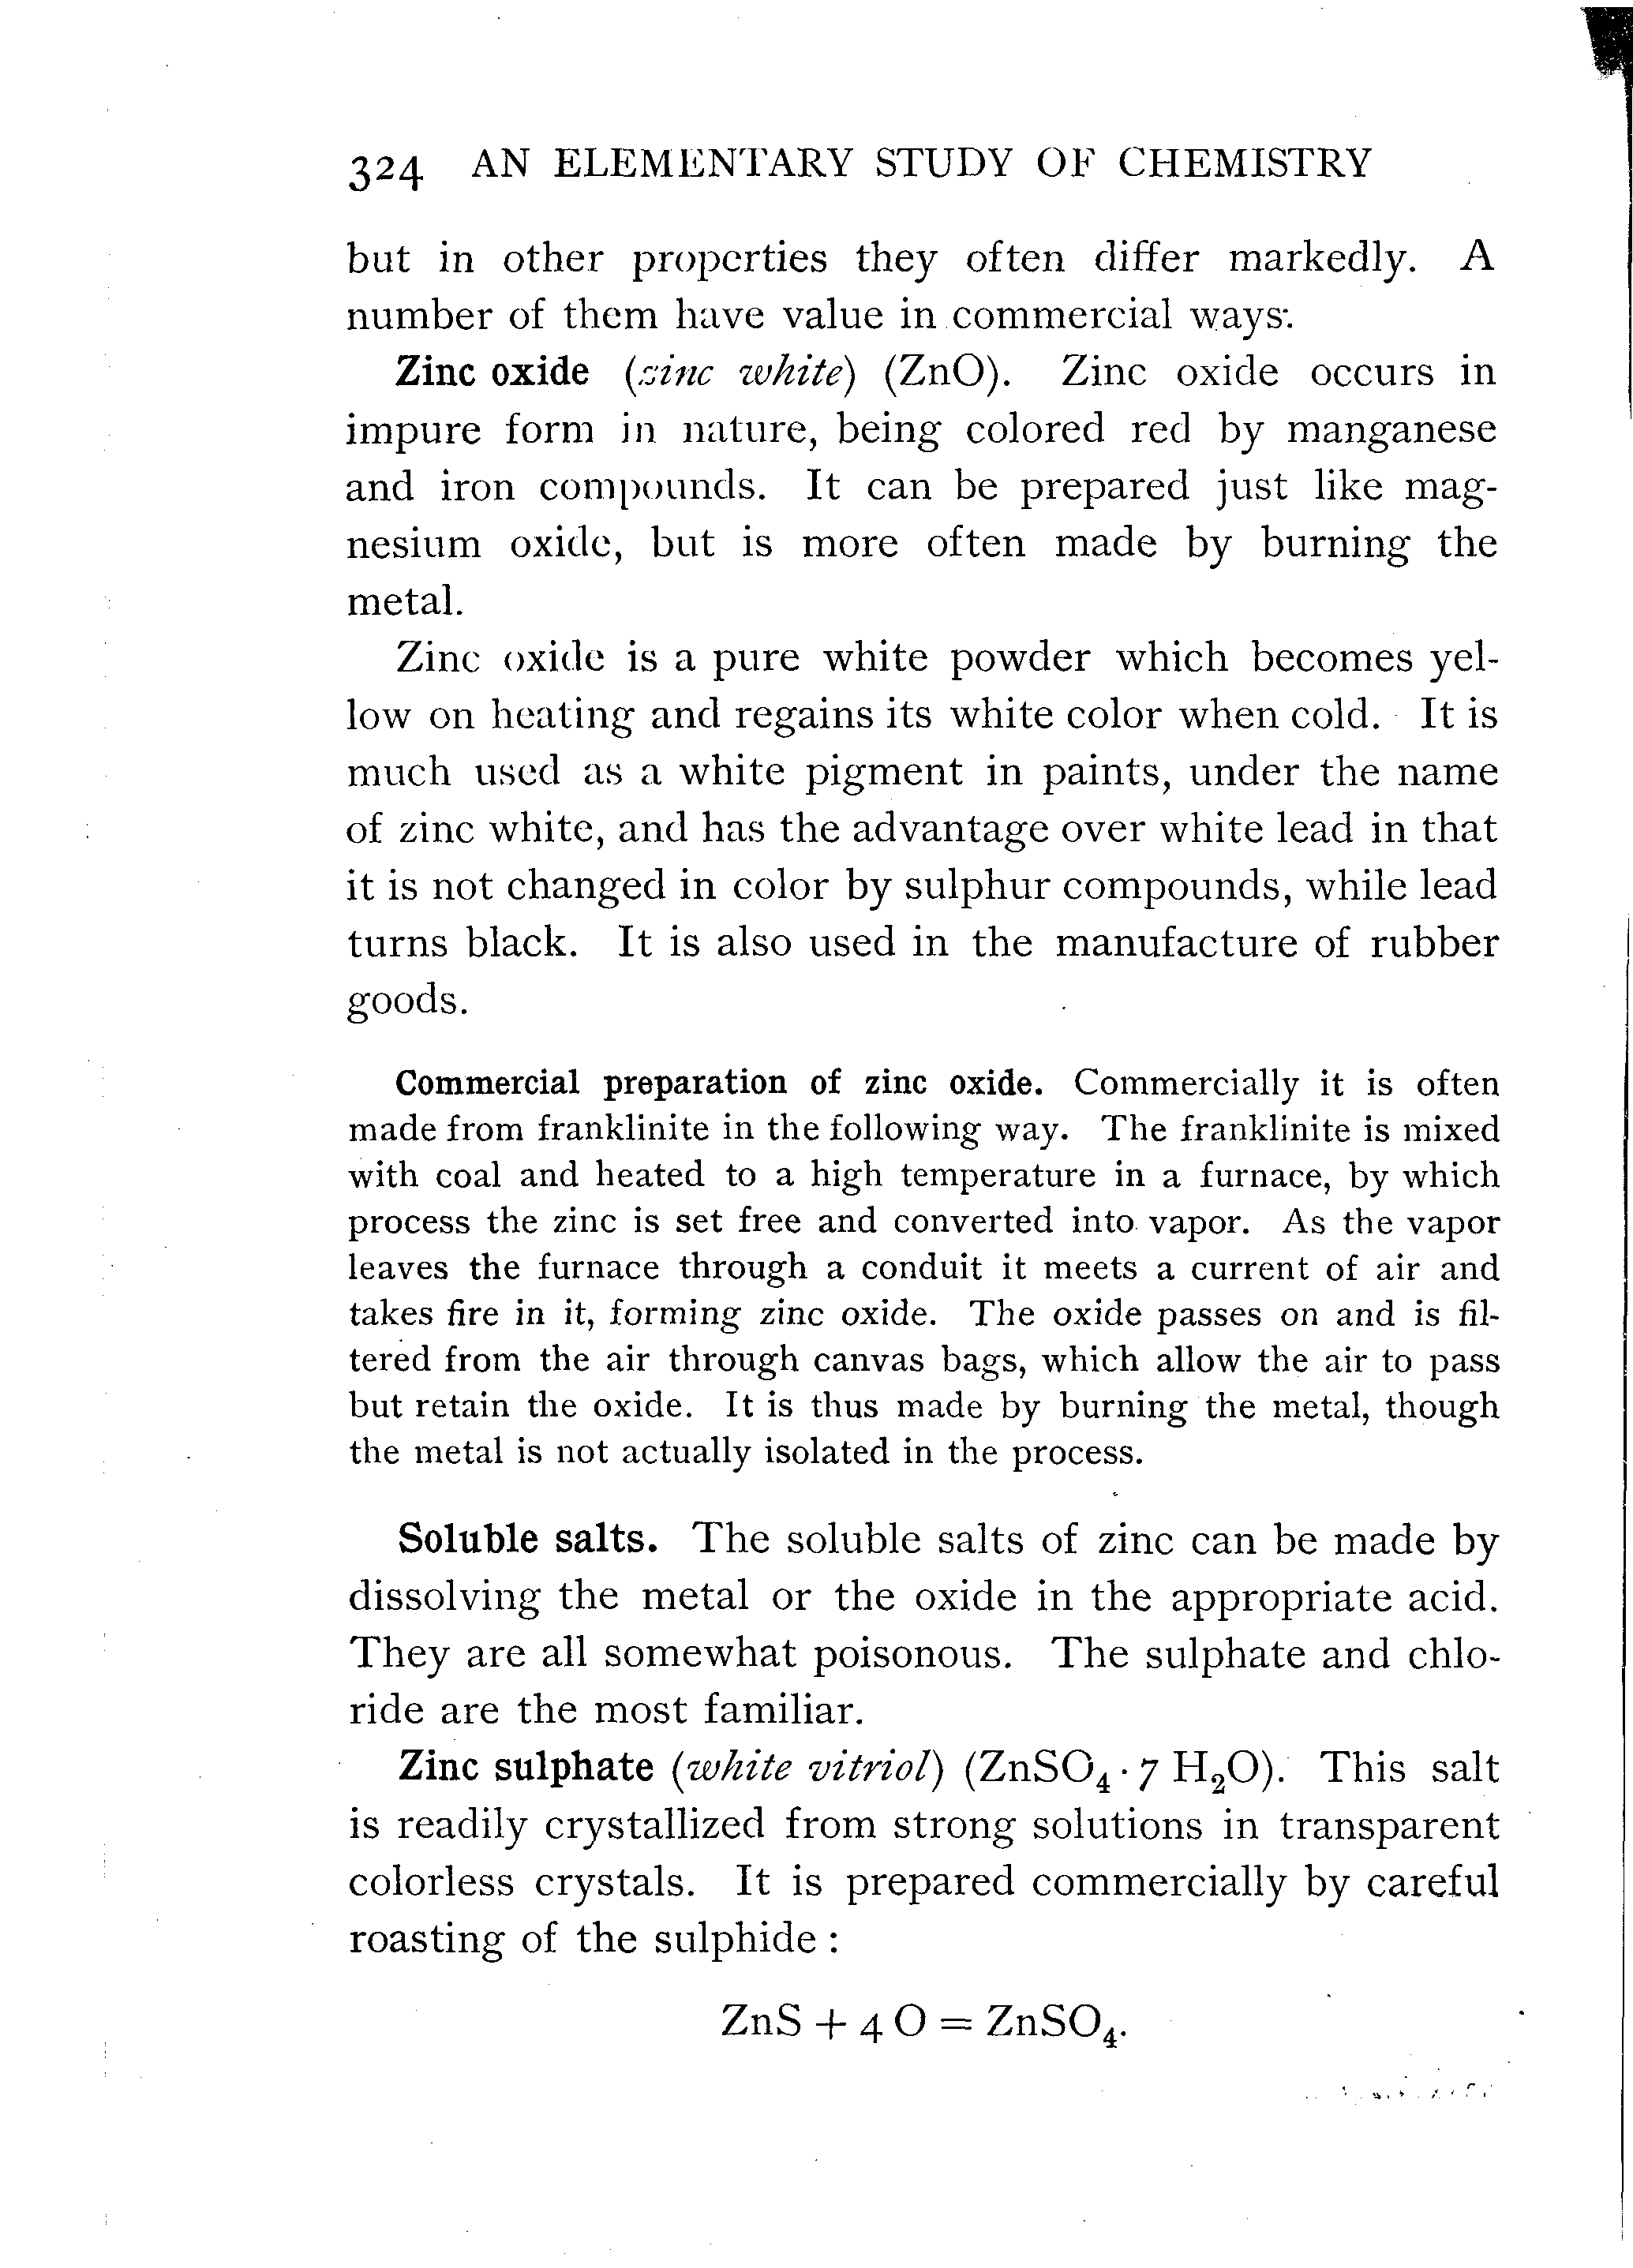 324 AN ELEMENTARY STUDY OF CHEMISTRY
but in other properties they often differ markedly. A
number of them have value in commercial ways.
Zinc oxide (zinc white) (ZnO). Zinc oxide occurs in
impure form in nature, being colored red by manganese
and iron compounds. It can be prepared just like mag-
nesium oxide, but is more often made by burning the
metal.
Zinc oxide is a pure white powder which becomes yel-
low on heating and regains its white color when cold. It is
much used as a white pigment in paints, under the name
of zinc white, and has the advantage over white lead in that
it is not changed in color by sulphur compounds, while lead
turns black. It is also used in the manufacture of rubber
goods.
Commercial preparation of zinc oxide. Commercially it is often
made from franklinite in the following way. The franklinite is mixed
with coal and heated to a high temperature in a furnace, by which
process the zinc is set free and converted into vapor. As the vapor
leaves the furnace through a conduit it meets a current of air and
takes fire in it, forming zinc oxide. The oxide passes on and is fil-
tered from the air through canvas bags, which allow the air to pass
but retain the oxide. It is thus made by burning the metal, though
the metal is not actually isolated in the process.
Soluble salts. The soluble salts of zinc can be made by
dissolving the metal or the oxide in the appropriate acid.
They are all somewhat poisonous. The sulphate and chlo-
ride are the most familiar.
Zinc sulphate (white vitriol) (ZnSO₄ · 7 H₂O). This salt
is readily crystallized from strong solutions in transparent
colorless crystals. It is prepared commercially by careful
roasting of the sulphide :
ZnS + 4 O = ZnSO₄.